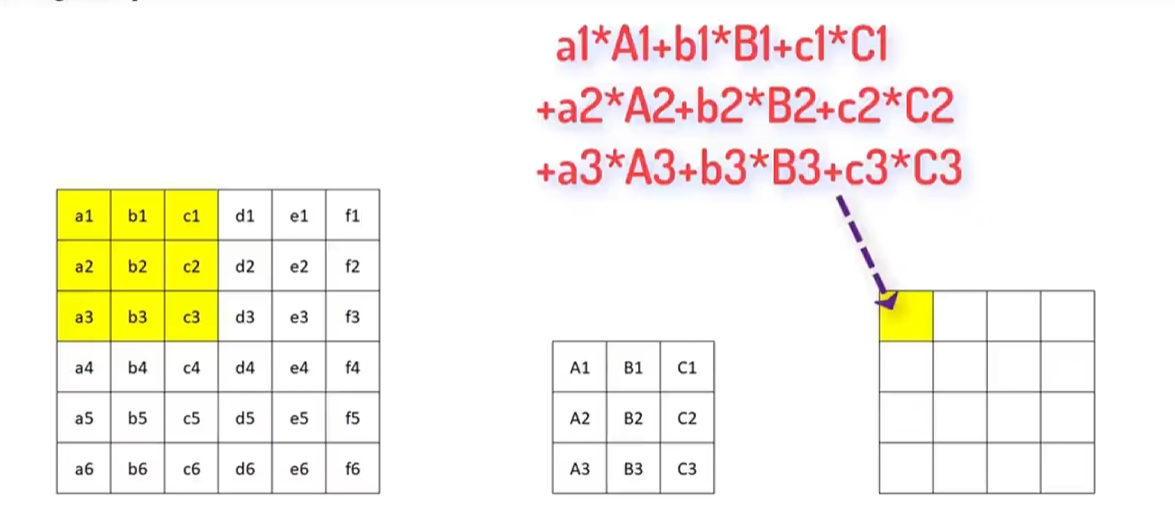 a1*A1+b1*B1+c1*C1
+a2*A2+b2*B2+c2*C2
+a3*A3+b3*B3+c3*C3
a1 b1 c1 d1 e1 f1
a2 b2 c2 d2 e2 f2
a3 b3 c3 d3 e3 f3
a4 b4 c4 d4 e4 f4
a5 b5 c5 d5 e5 f5
a6 b6 c6 d6 e6 f6
A1 B1 C1
A2 B2 C2
A3 B3 C3